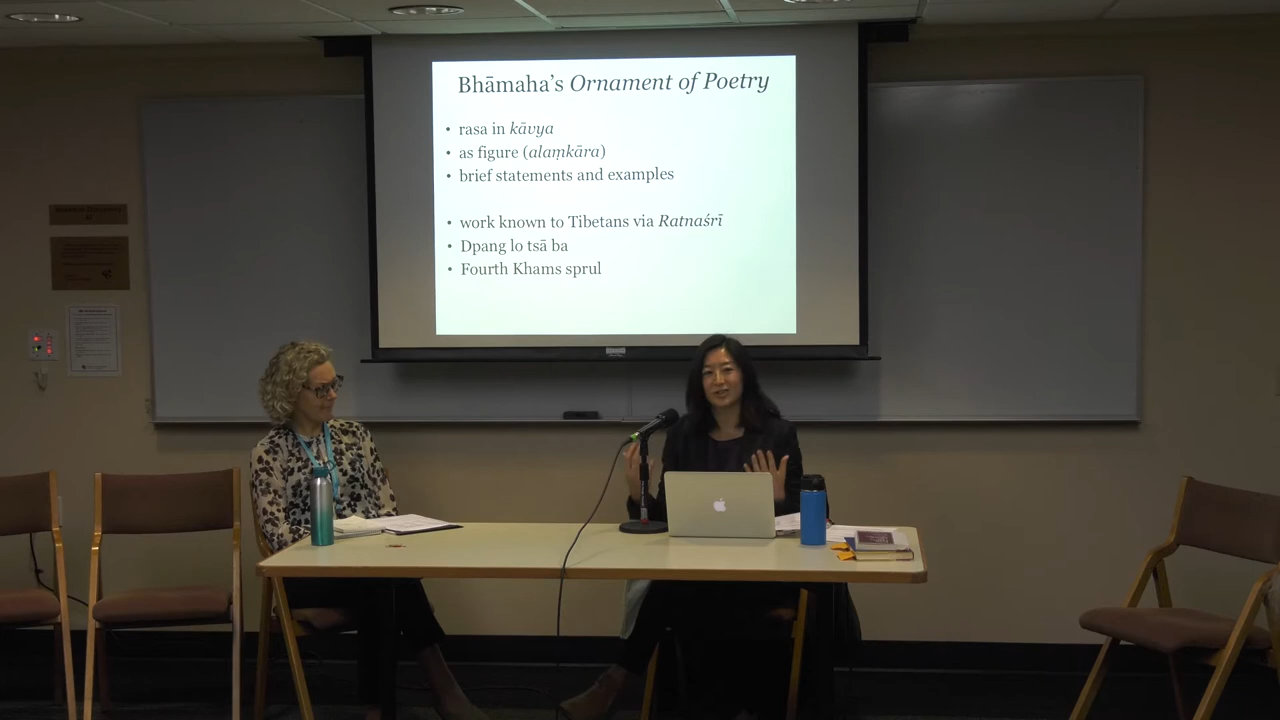 Bhāmaha's Ornament of Poetry
• rasa in kāvya
• as figure (alaṃkāra)
• brief statements and examples
• work known to Tibetans via Ratnaśrī
• Dpang lo tsā ba
• Fourth Khams sprul